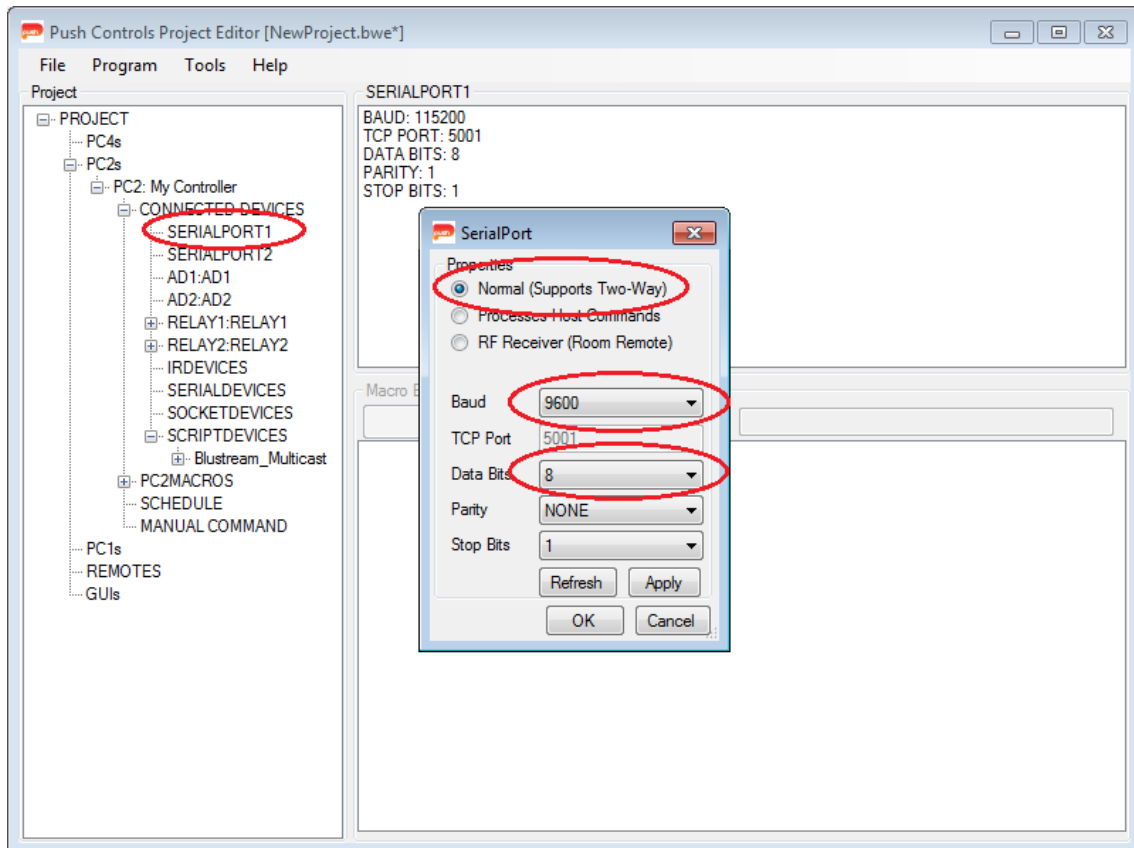 Push Controls Project Editor [NewProject.bwe*]
File Program Tools Help
Project
PROJECT
PC4s
PC2s
PC2: My Controller
CONNECTED DEVICES
SERIALPORT1
SERIALPORT2
AD1:AD1
AD2:AD2
RELAY1:RELAY1
RELAY2:RELAY2
IRDEVICES
SERIALDEVICES
SOCKETDEVICES
SCRIPTDEVICES
Blustream_Multicast
PC2MACROS
SCHEDULE
MANUAL COMMAND
PC1s
REMOTES
GUIs
SERIALPORT1
BAUD: 115200
TCP PORT: 5001
DATA BITS: 8
PARITY: 1
STOP BITS: 1
Macro
push SerialPort
Properties
Normal (Supports Two-Way)
Processes Host Commands
RF Receiver (Room Remote)
Baud 9600
TCP Port 5001
Data Bits 8
Parity NONE
Stop Bits 1
Refresh Apply
OK Cancel